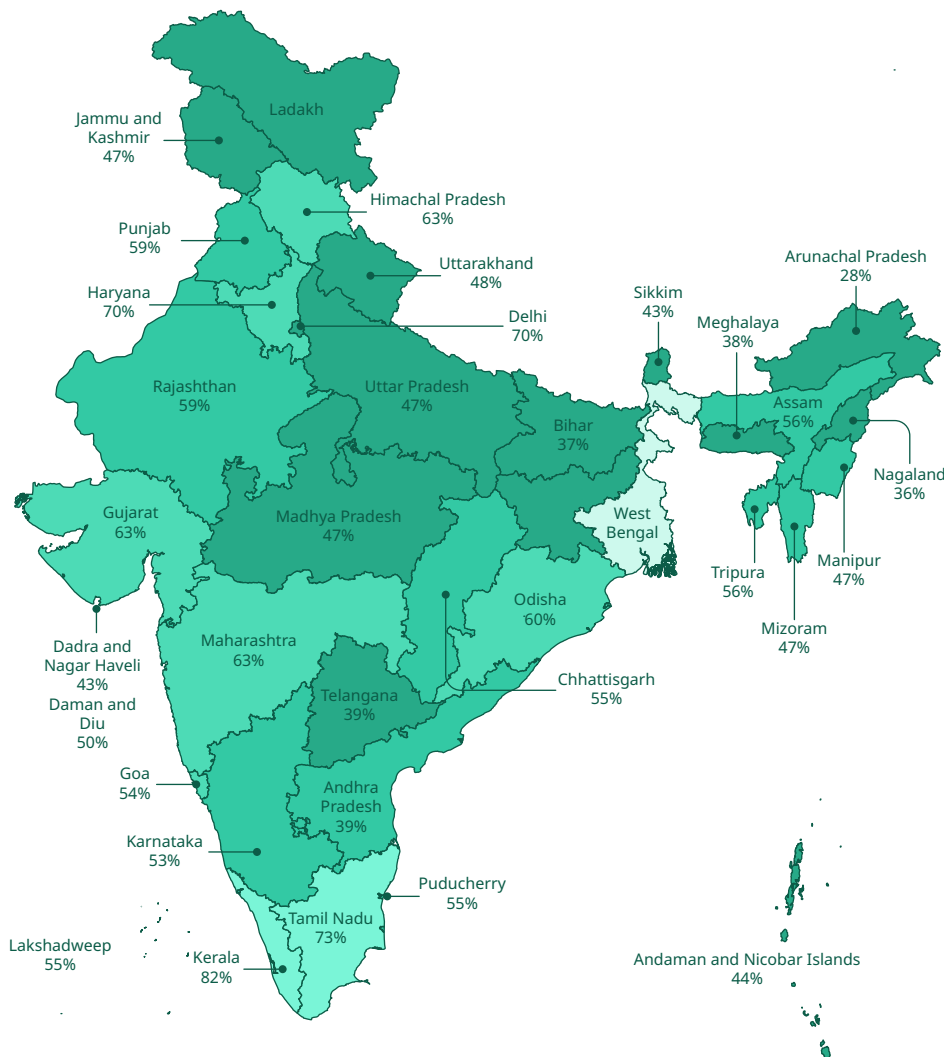 Ladakh
Jammu and
Kashmir
47%
Himachal Pradesh
63%
Punjab
59%
Uttarakhand
48%
Arunachal Pradesh
28%
Haryana
70%
Sikkim
43%
Delhi
70%
Meghalaya
38%
Rajashthan
59%
Uttar Pradesh
47%
Assam
56%
Bihar
37%
Nagaland
36%
Gujarat
63%
Madhya Pradesh
47%
West
Bengal
Manipur
47%
Tripura
56%
Odisha
60%
Mizoram
47%
Maharashtra
63%
Dadra and
Nagar Haveli
43%
Daman and
Diu
50%
Chhattisgarh
55%
Telangana
39%
Goa
54%
Andhra
Pradesh
39%
Karnataka
53%
Puducherry
55%
Tamil Nadu
73%
Lakshadweep
55%
Kerala
82%
Andaman and Nicobar Islands
44%